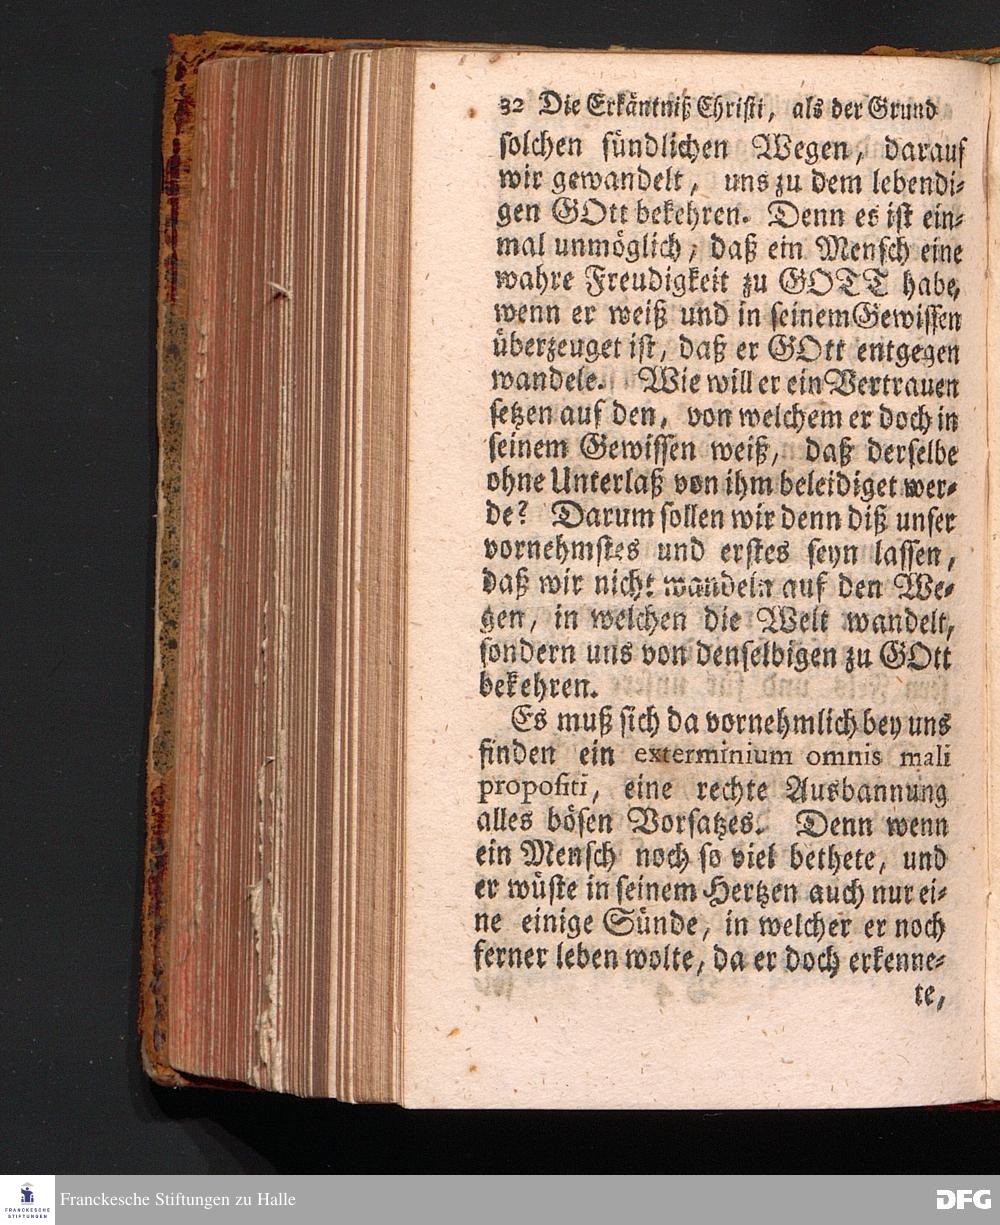 32 Die Erkäntniß Christi, als der Grund
solchen sündlichen Wegen, darauf
wir gewandelt, uns zu dem lebendi-
gen GOtt bekehren. Denn es ist ein-
mal unmöglich, daß ein Mensch eine
wahre Freudigkeit zu GOTT habe,
wenn er weiß und in seinem Gewissen
überzeuget ist, daß er GOtt entgegen
wandele. Wie will er ein Vertrauen
setzen auf den, von welchem er doch in
seinem Gewissen weiß, daß derselbe
ohne Unterlaß von ihm beleidiget wer-
de? Darum sollen wir denn diß unser
vornehmstes und erstes seyn lassen,
daß wir nicht wandeln auf den We-
gen, in welchen die Welt wandelt,
sondern uns von denselbigen zu GOtt
bekehren.
Es muß sich da vornehmlich bey uns
finden ein exterminium omnis mali
propositi, eine rechte Ausbannung
alles bösen Vorsatzes. Denn wenn
ein Mensch noch so viel bethete, und
er wüste in seinem Hertzen auch nur ei-
ne einige Sünde, in welcher er noch
ferner leben wolte, da er doch erkenne-
te,
FRANCKESCHE
STIFTUNGEN
Franckesche Stiftungen zu Halle
DFG